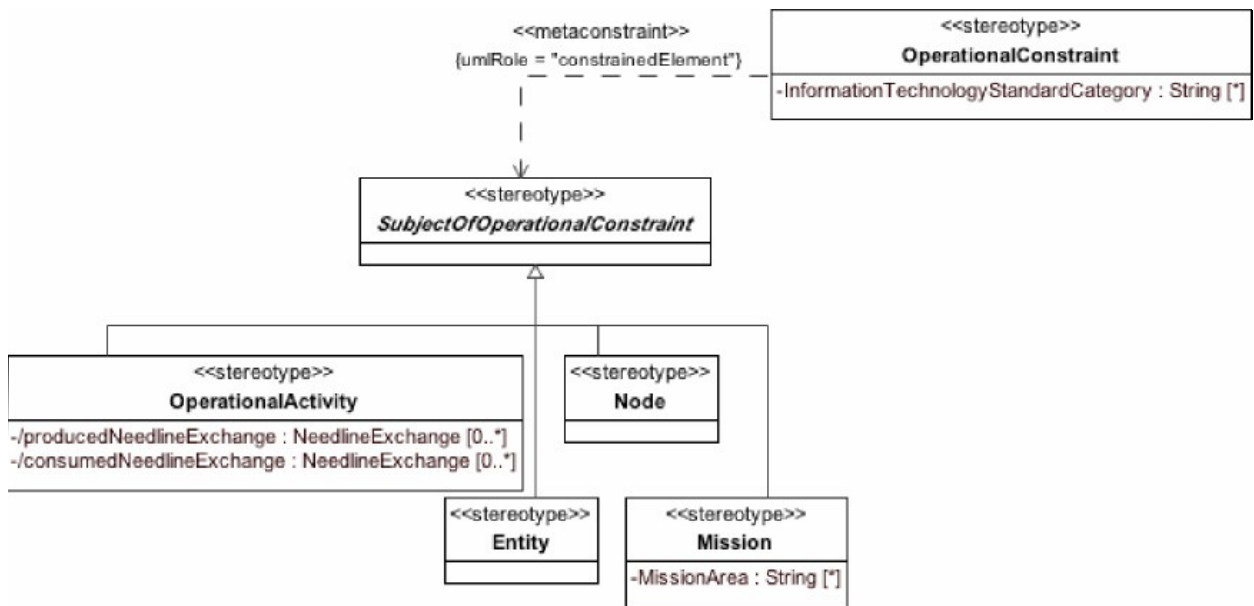 <<metaconstraint>>
{umlRole = "constrainedElement"}
<<stereotype>>
OperationalConstraint
-InformationTechnologyStandardCategory : String [*]
<<stereotype>>
SubjectOfOperationalConstraint
<<stereotype>>
OperationalActivity
-/producedNeedlineExchange : NeedlineExchange [0..*]
-/consumedNeedlineExchange : NeedlineExchange [0..*]
<<stereotype>>
Node
<<stereotype>>
Entity
<<stereotype>>
Mission
-MissionArea : String [*]